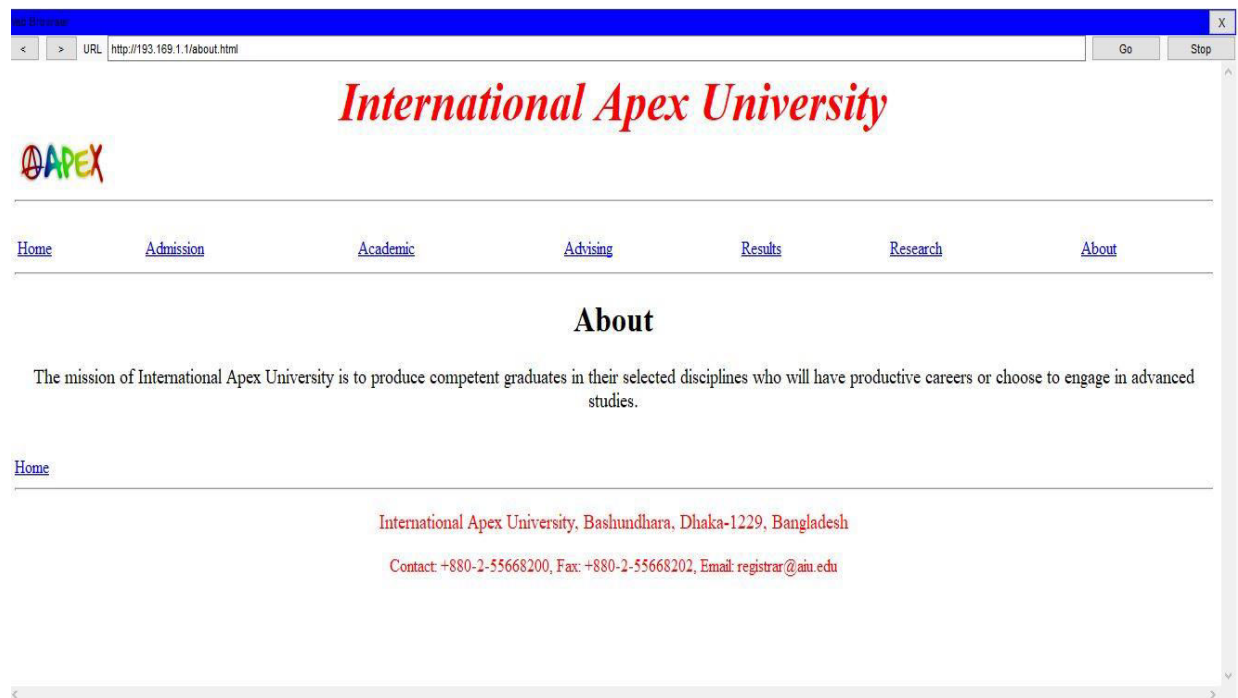 Web Browser X
< > URL http://193.169.1.1/about.html Go Stop
International Apex University
APEX
Home Admission Academic Advising Results Research About
About
The mission of International Apex University is to produce competent graduates in their selected disciplines who will have productive careers or choose to engage in advanced
studies.
Home
International Apex University, Bashundhara, Dhaka-1229, Bangladesh
Contact: +880-2-55668200, Fax: +880-2-55668202, Email: registrar@aiu.edu